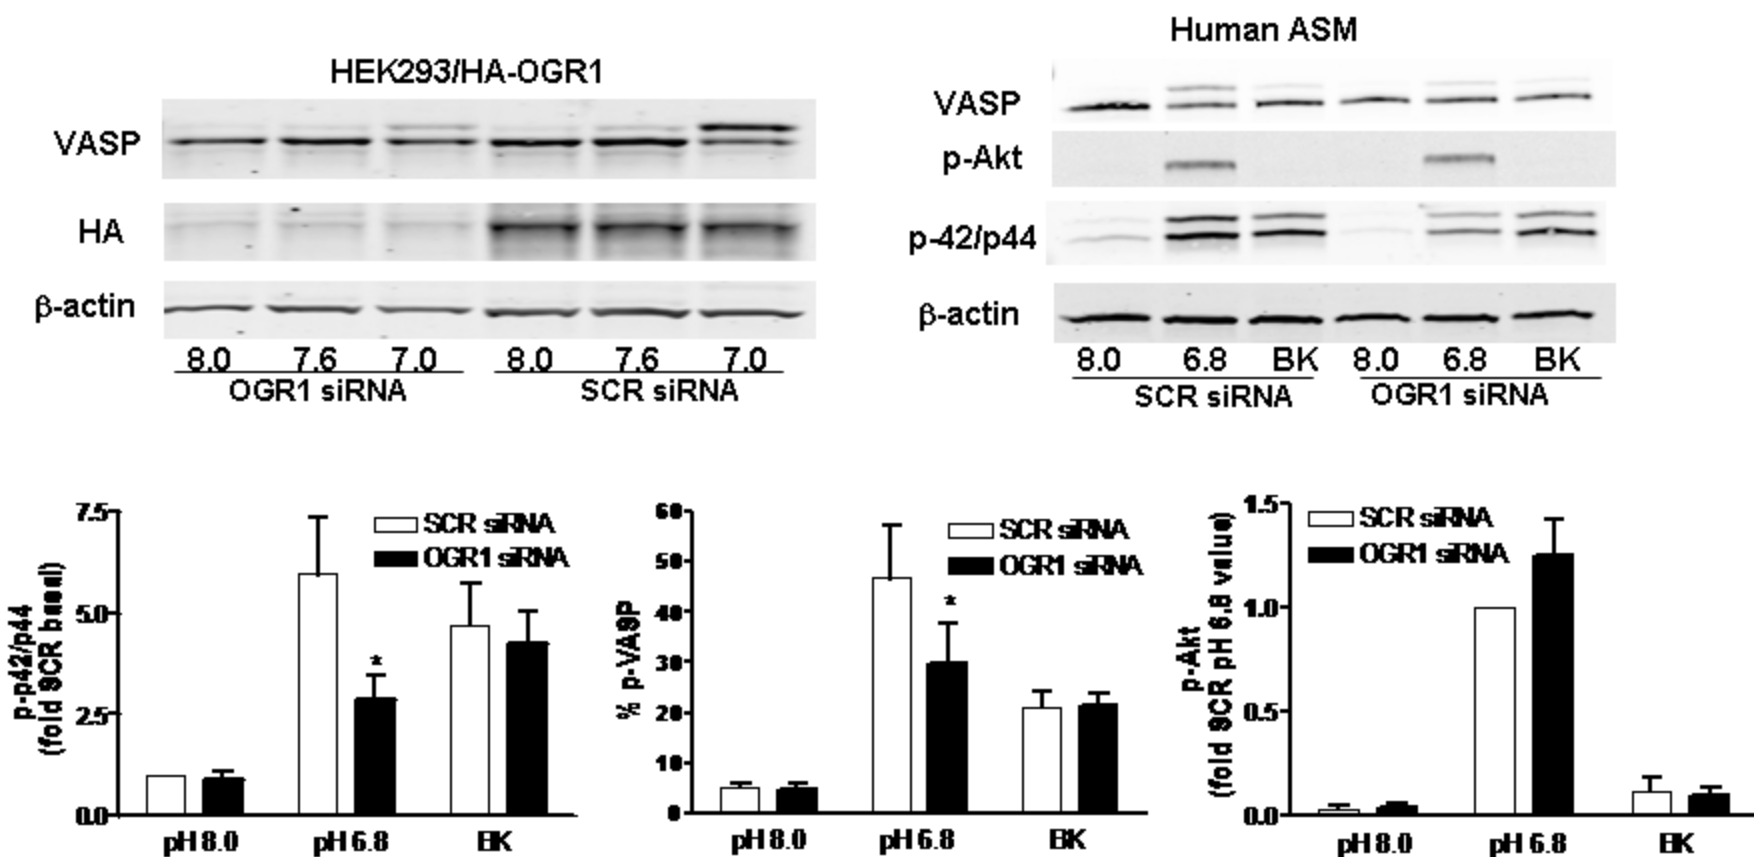 HEK293/HA-OGR1
VASP
HA
β-actin
8.0 7.6 7.0 8.0 7.6 7.0
OGR1 siRNA SCR siRNA
Human ASM
VASP
p-Akt
p-42/p44
β-actin
8.0 6.8 BK 8.0 6.8 BK
SCR siRNA OGR1 siRNA
p-p42/p44
(fold SCR basal)
7.5
5.0
2.5
0.0
SCR siRNA
OGR1 siRNA
*
pH 8.0 pH 6.8 BK
% p-VASP
60
50
40
30
20
10
0
SCR siRNA
OGR1 siRNA
*
pH 8.0 pH 6.8 BK
p-Akt
(fold SCR pH 6.8 value)
1.5
1.0
0.5
0.0
SCR siRNA
OGR1 siRNA
pH 8.0 pH 6.8 BK